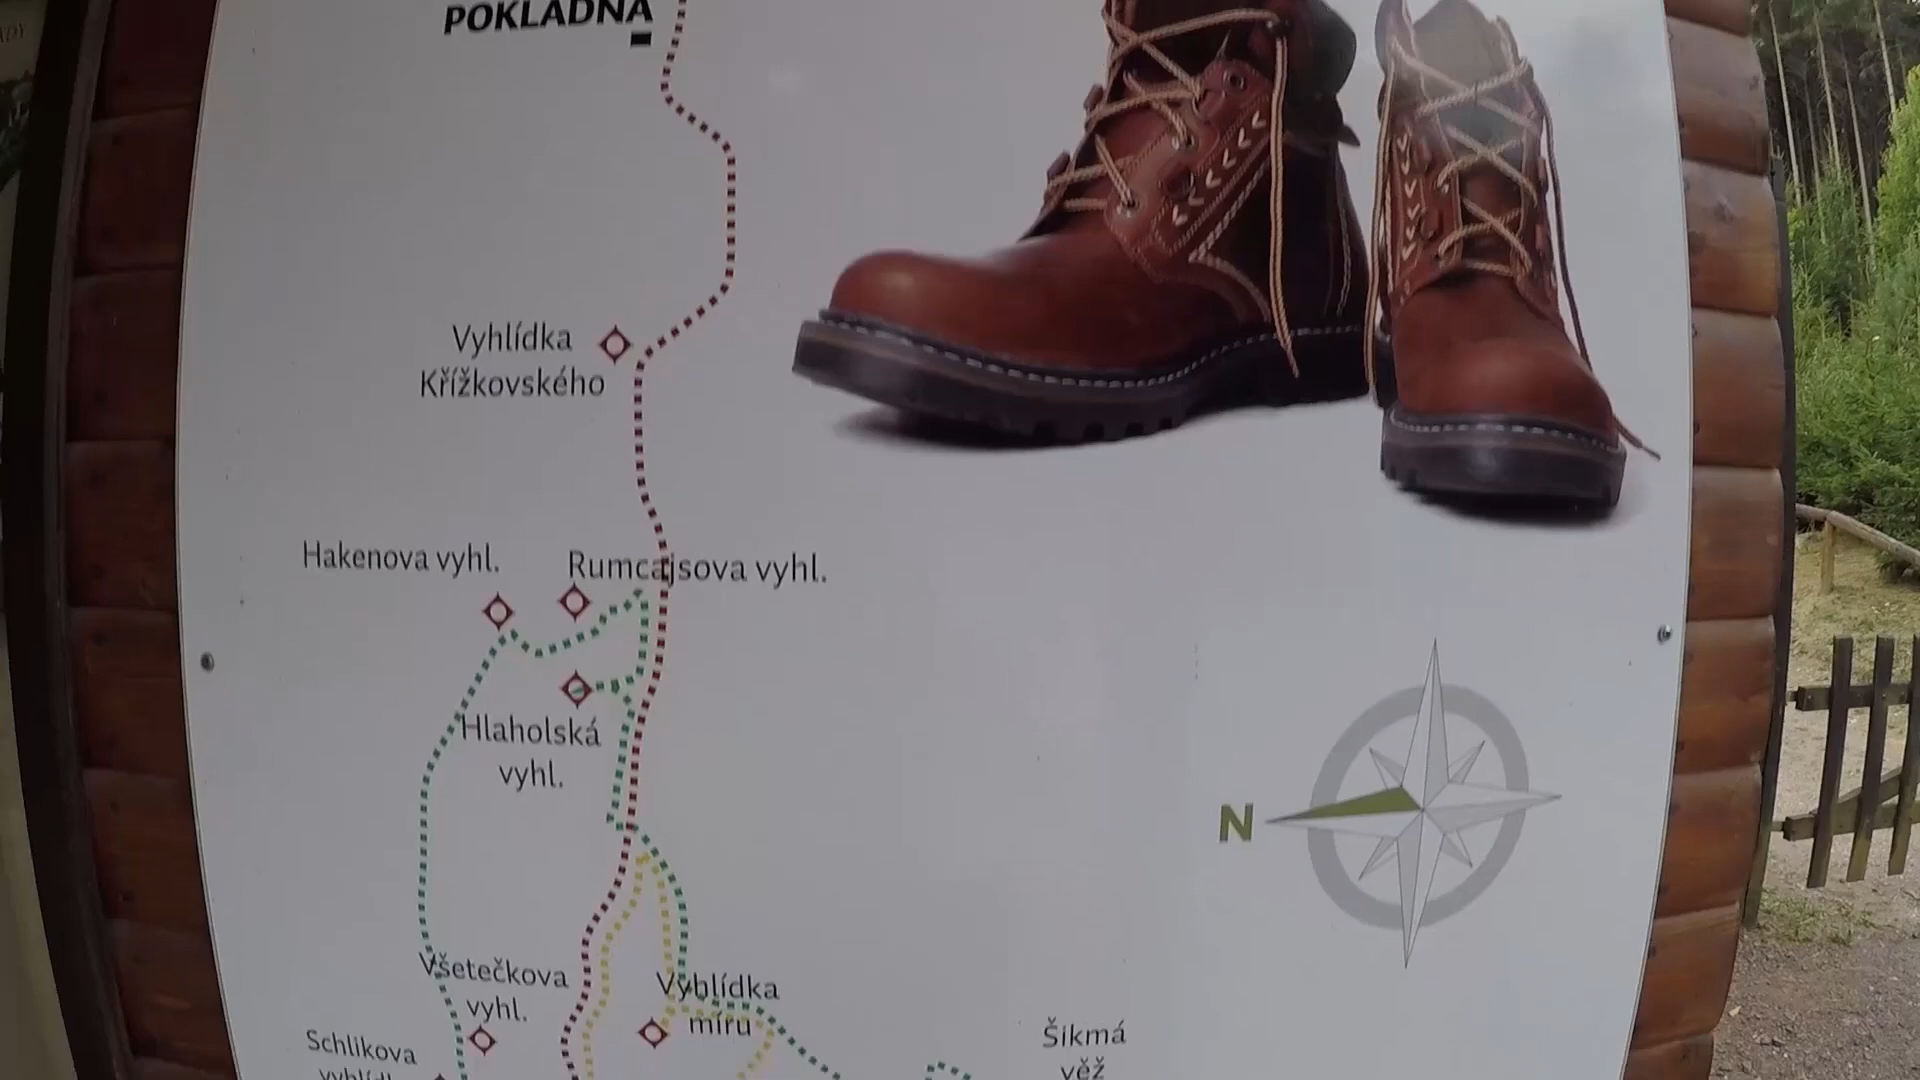 POKLADNA
Vyhlídka
Křížkovského
Hakenova vyhl.
Rumcajsova vyhl.
Hlaholská
vyhl.
N
Všetečkova
vyhl.
Vyhlídka
míru
Schlikova
Šikmá
věž